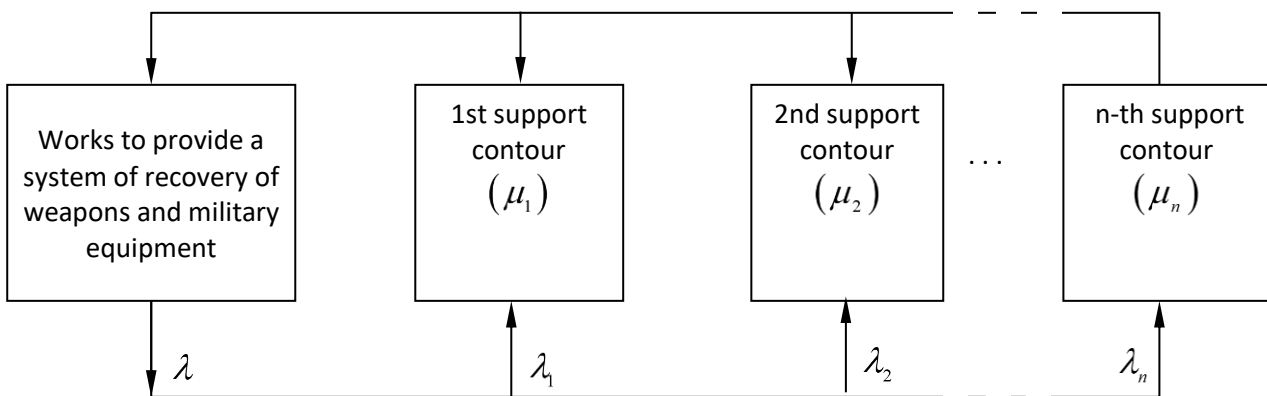 Works to provide a
system of recovery of
weapons and military
equipment
1st support
contour
(μ₁)
2nd support
contour
(μ₂)
. . .
n-th support
contour
(μₙ)
λ
λ₁
λ₂
λₙ